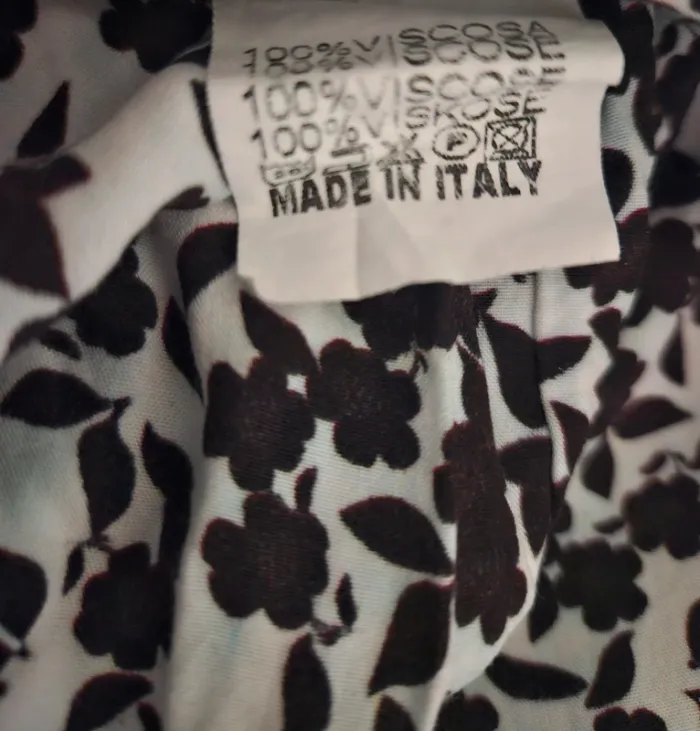 100% VISCOSA
100% VISCOSE
100% VISCOSE
100% VISKOSE
P
MADE IN ITALY